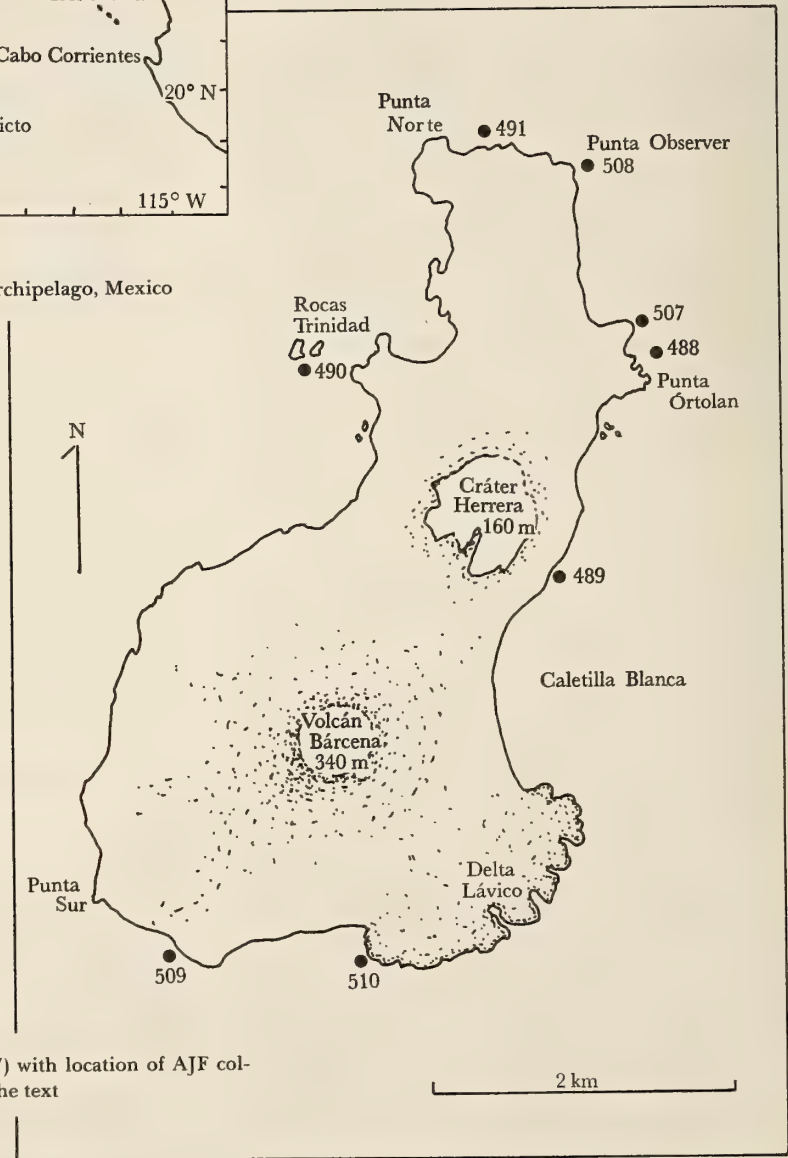 Cabo Corrientes
20° N
115° W
Punta
Norte
491
Punta Observer
508
rchipelago, Mexico
Rocas
Trinidad
490
507
488
Punta
Órtolan
N
Cráter
Herrera
160 m
489
Caletilla Blanca
Volcán
Bárcena
340 m
Delta
Lávico
Punta
Sur
509
510
) with location of AJF col-
he text
2 km